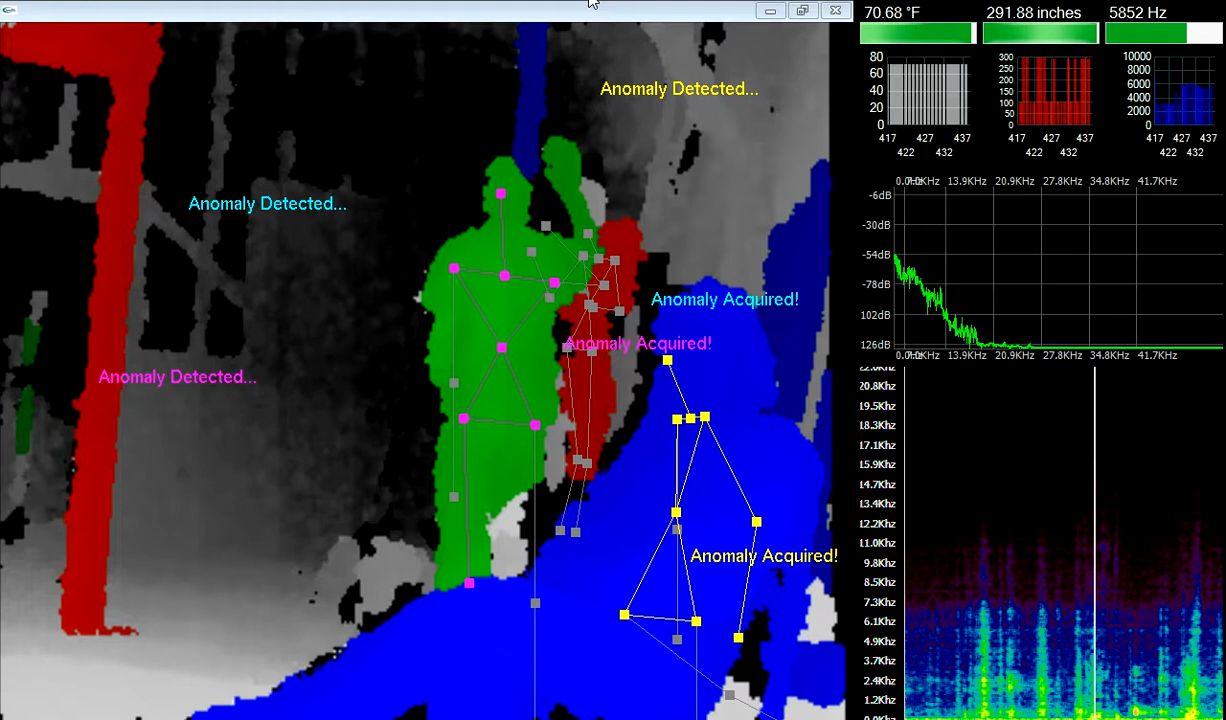 Anomaly Detected...
Anomaly Detected...
Anomaly Acquired!
Anomaly Acquired!
Anomaly Detected...
Anomaly Acquired!
70.68 °F
291.88 inches
5852 Hz
80
60
40
20
0
417 427 437
422 432
300
250
200
150
100
50
0
417 427 437
422 432
10000
8000
6000
4000
2000
0
417 427 437
422 432
13.9KHz 20.9KHz 27.8KHz 34.8KHz 41.7KHz
-6dB
-30dB
-54dB
-78dB
102dB
126dB
13.9KHz 20.9KHz 27.8KHz 34.8KHz 41.7KHz
20.8Khz
19.5Khz
18.3Khz
17.1Khz
15.9Khz
14.7Khz
13.4Khz
12.2Khz
11.0Khz
9.8Khz
8.5Khz
7.3Khz
6.1Khz
4.9Khz
3.7Khz
2.4Khz
1.2Khz